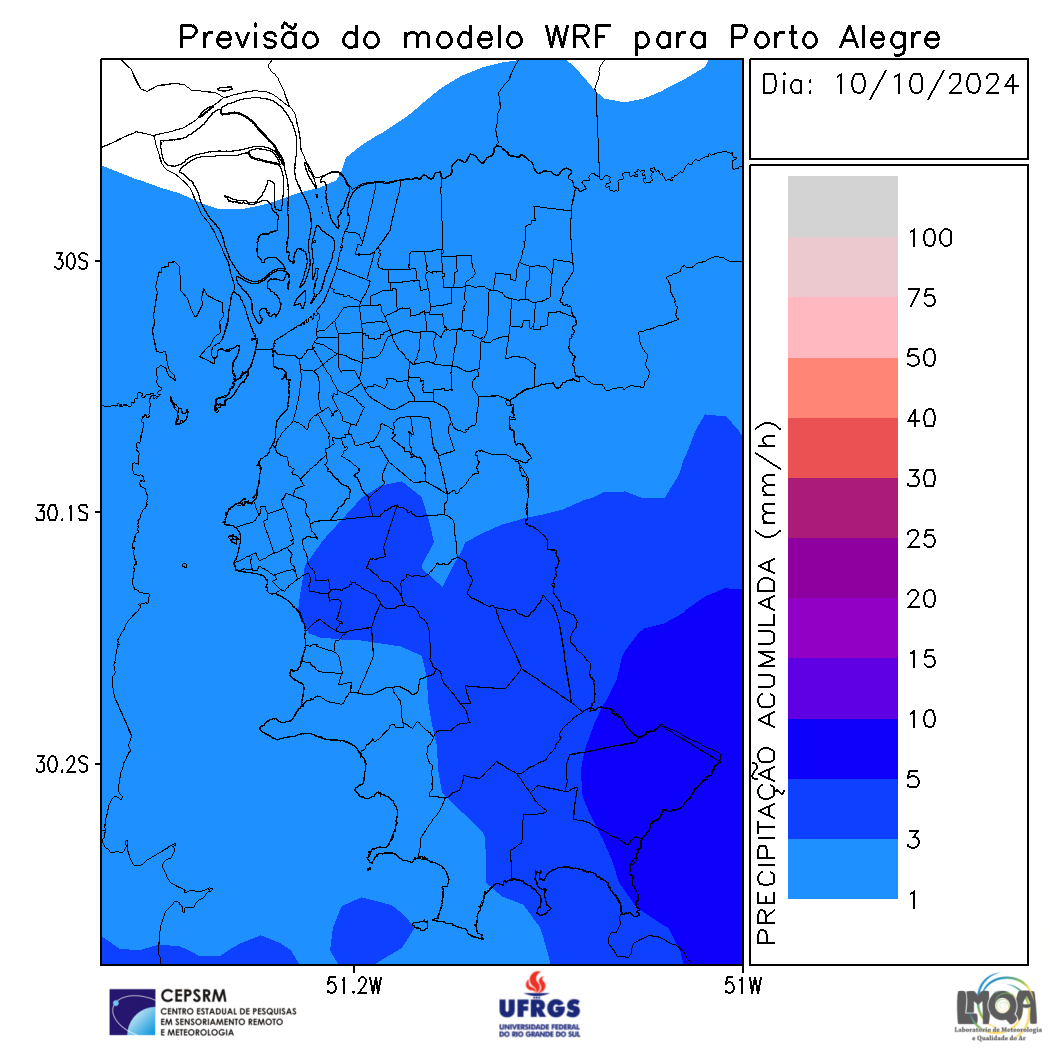 Previsão do modelo WRF para Porto Alegre
Dia: 10/10/2024
30S
30.1S
30.2S
51.2W
51W
PRECIPITAÇÃO ACUMULADA (mm/h)
100
75
50
40
30
25
20
15
10
5
3
1
CEPSRM
CENTRO ESTADUAL DE PESQUISAS
EM SENSORIAMENTO REMOTO
E METEOROLOGIA
UFRGS
UNIVERSIDADE FEDERAL
DO RIO GRANDE DO SUL
LMQA
Laboratório de Meteorologia
e Qualidade do Ar